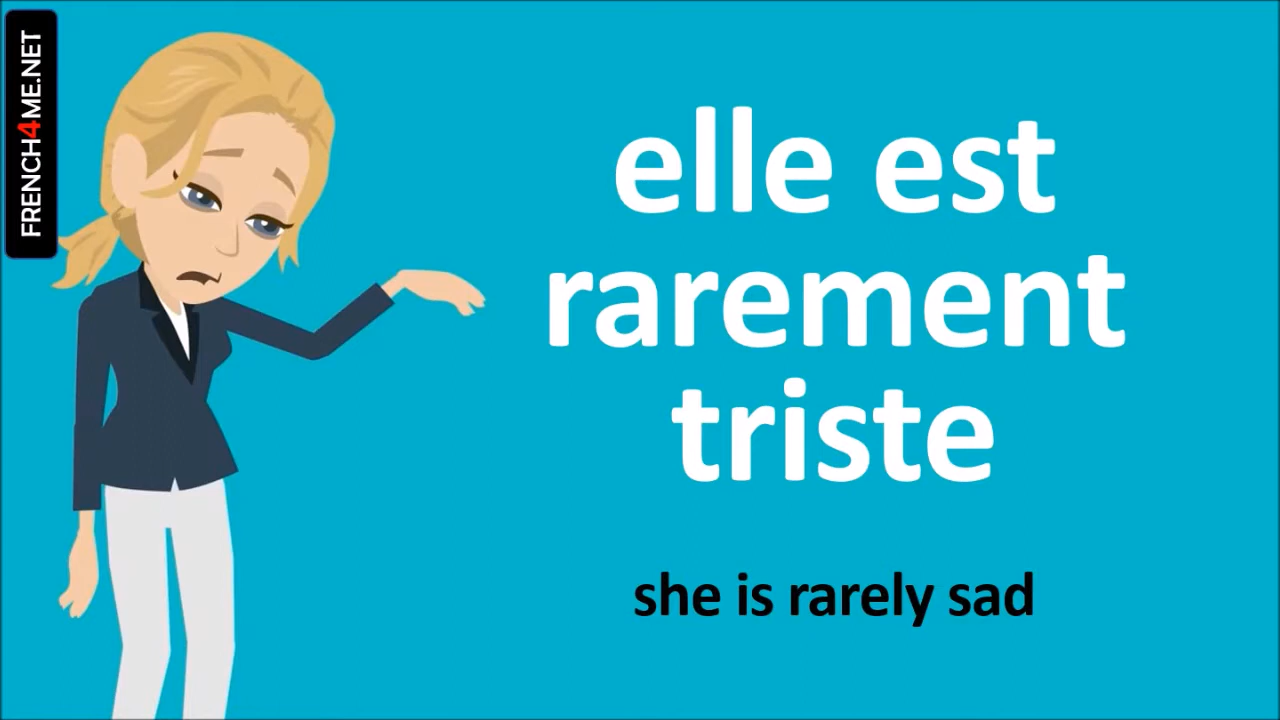 FRENCH4ME.NET
elle est
rarement
triste
she is rarely sad